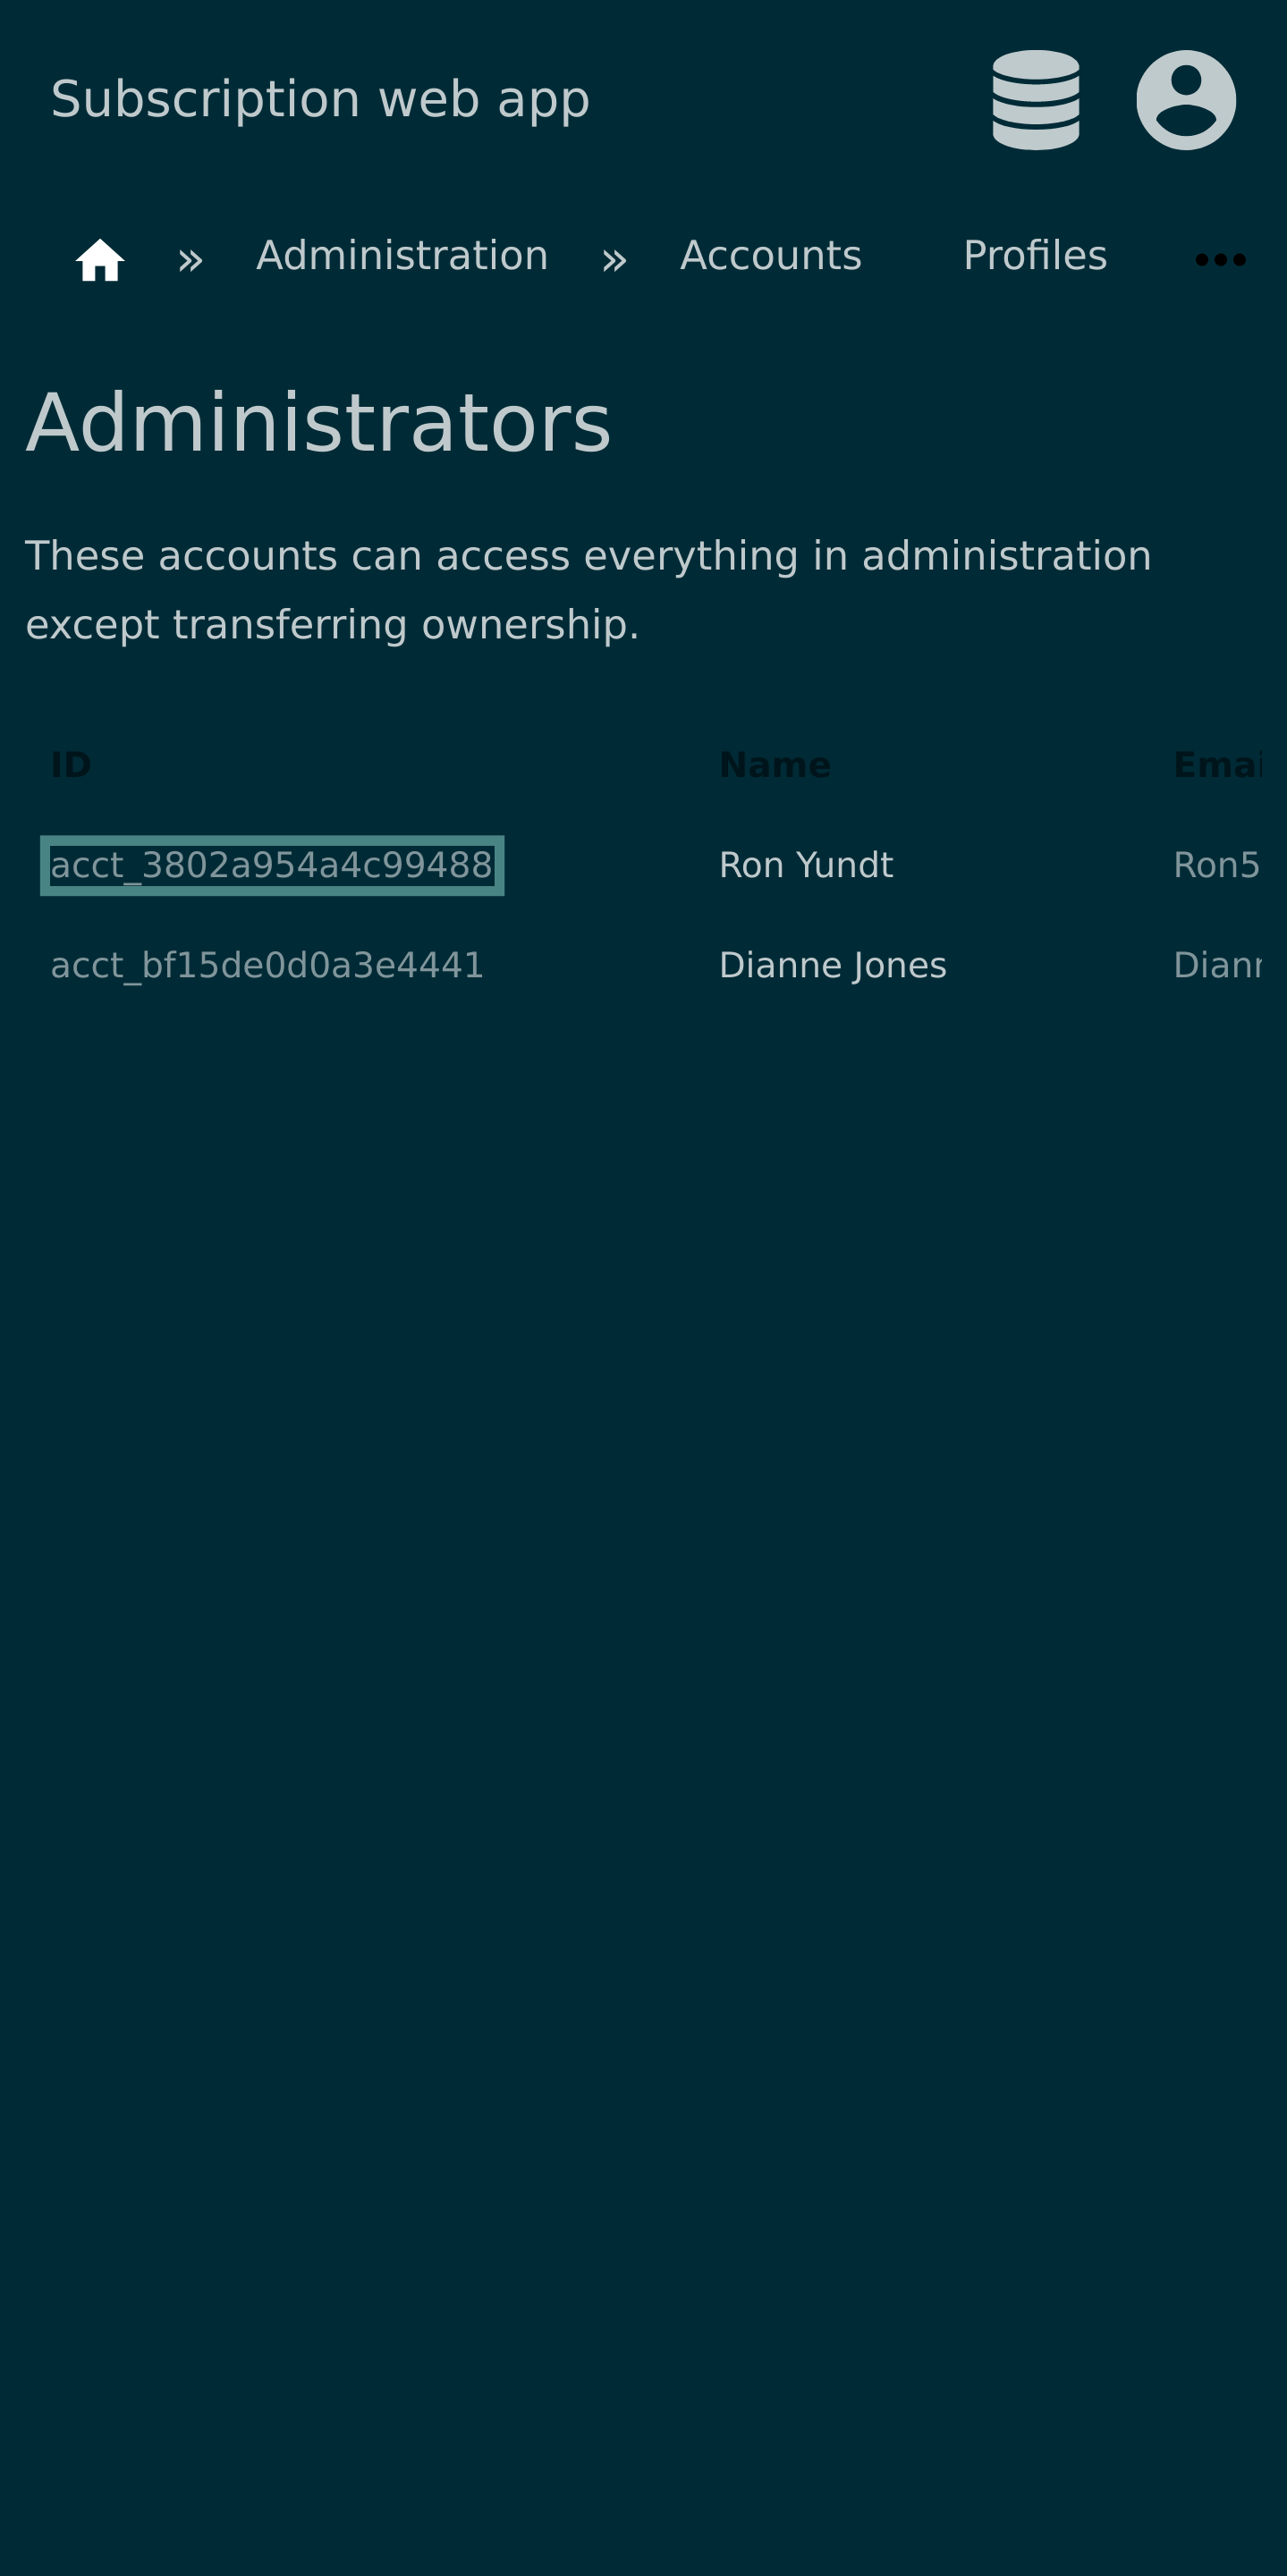 Subscription web app
» Administration » Accounts Profiles •••
Administrators
These accounts can access everything in administration
except transferring ownership.
ID Name Emai
acct_3802a954a4c99488 Ron Yundt Ron5
acct_bf15de0d0a3e4441 Dianne Jones Dian